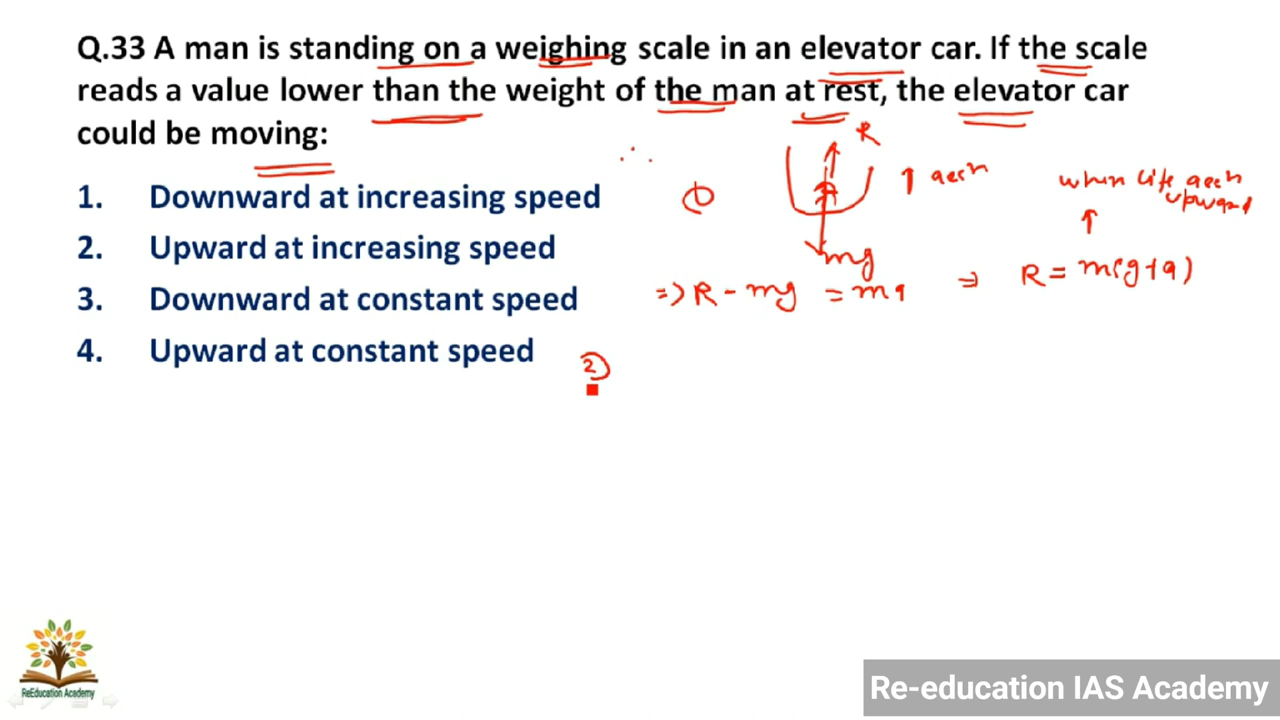 Q.33 A man is standing on a weighing scale in an elevator car. If the scale
reads a value lower than the weight of the man at rest, the elevator car
could be moving:
1. Downward at increasing speed
2. Upward at increasing speed
3. Downward at constant speed
4. Upward at constant speed
①
R
↑ accn
mg
⇒ R - mg = ma
⇒ R = m(g+a)
when lift accn
upward
↑
②
ReEducation Academy
Re-education IAS Academy